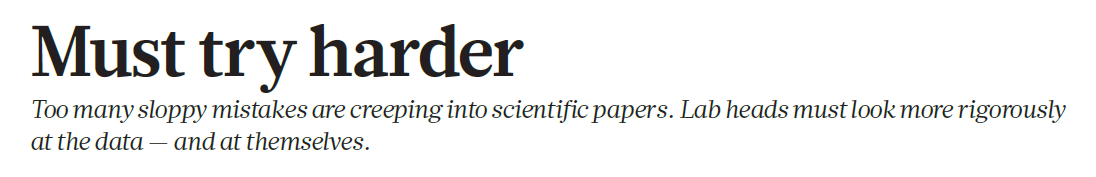 Must try harder
Too many sloppy mistakes are creeping into scientific papers. Lab heads must look more rigorously
at the data — and at themselves.